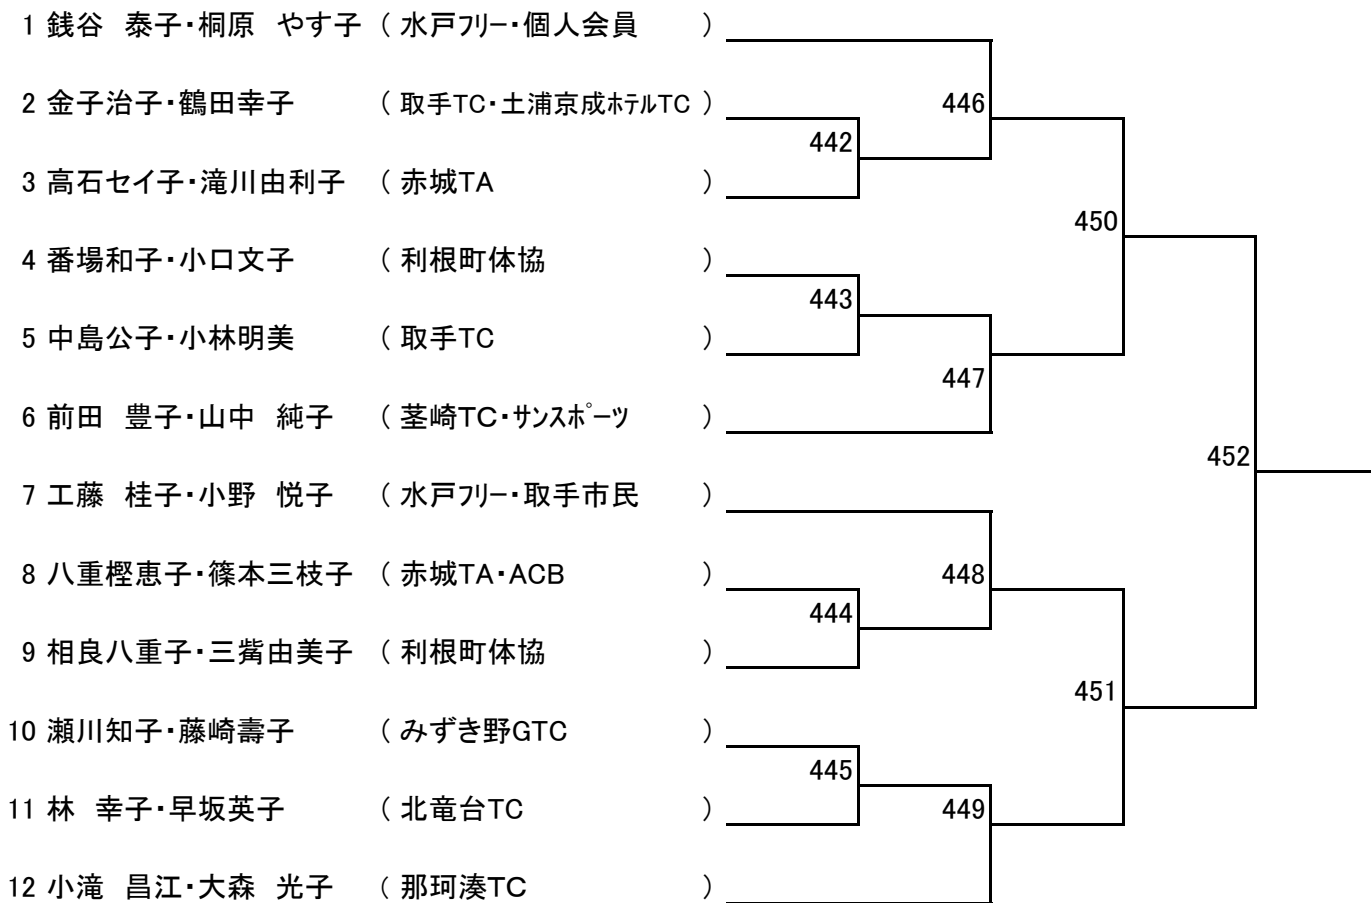 1 銭谷　泰子・桐原　やす子 ( 水戸フリー・個人会員 )
446
2 金子治子・鶴田幸子 ( 取手TC・土浦京成ホテルTC )
442
3 高石セイ子・滝川由利子 ( 赤城TA )
450
4 番場和子・小口文子 ( 利根町体協 )
443
5 中島公子・小林明美 ( 取手TC )
447
6 前田　豊子・山中　純子 ( 茎崎TC・サンスポーツ )
452
7 工藤　桂子・小野　悦子 ( 水戸フリー・取手市民 )
8 八重樫恵子・篠本三枝子 ( 赤城TA・ACB )
448
444
9 相良八重子・三觜由美子 ( 利根町体協 )
451
10 瀬川知子・藤崎壽子 ( みずき野GTC )
445
11 林　幸子・早坂英子 ( 北竜台TC )
449
12 小滝　昌江・大森　光子 ( 那珂湊TC )